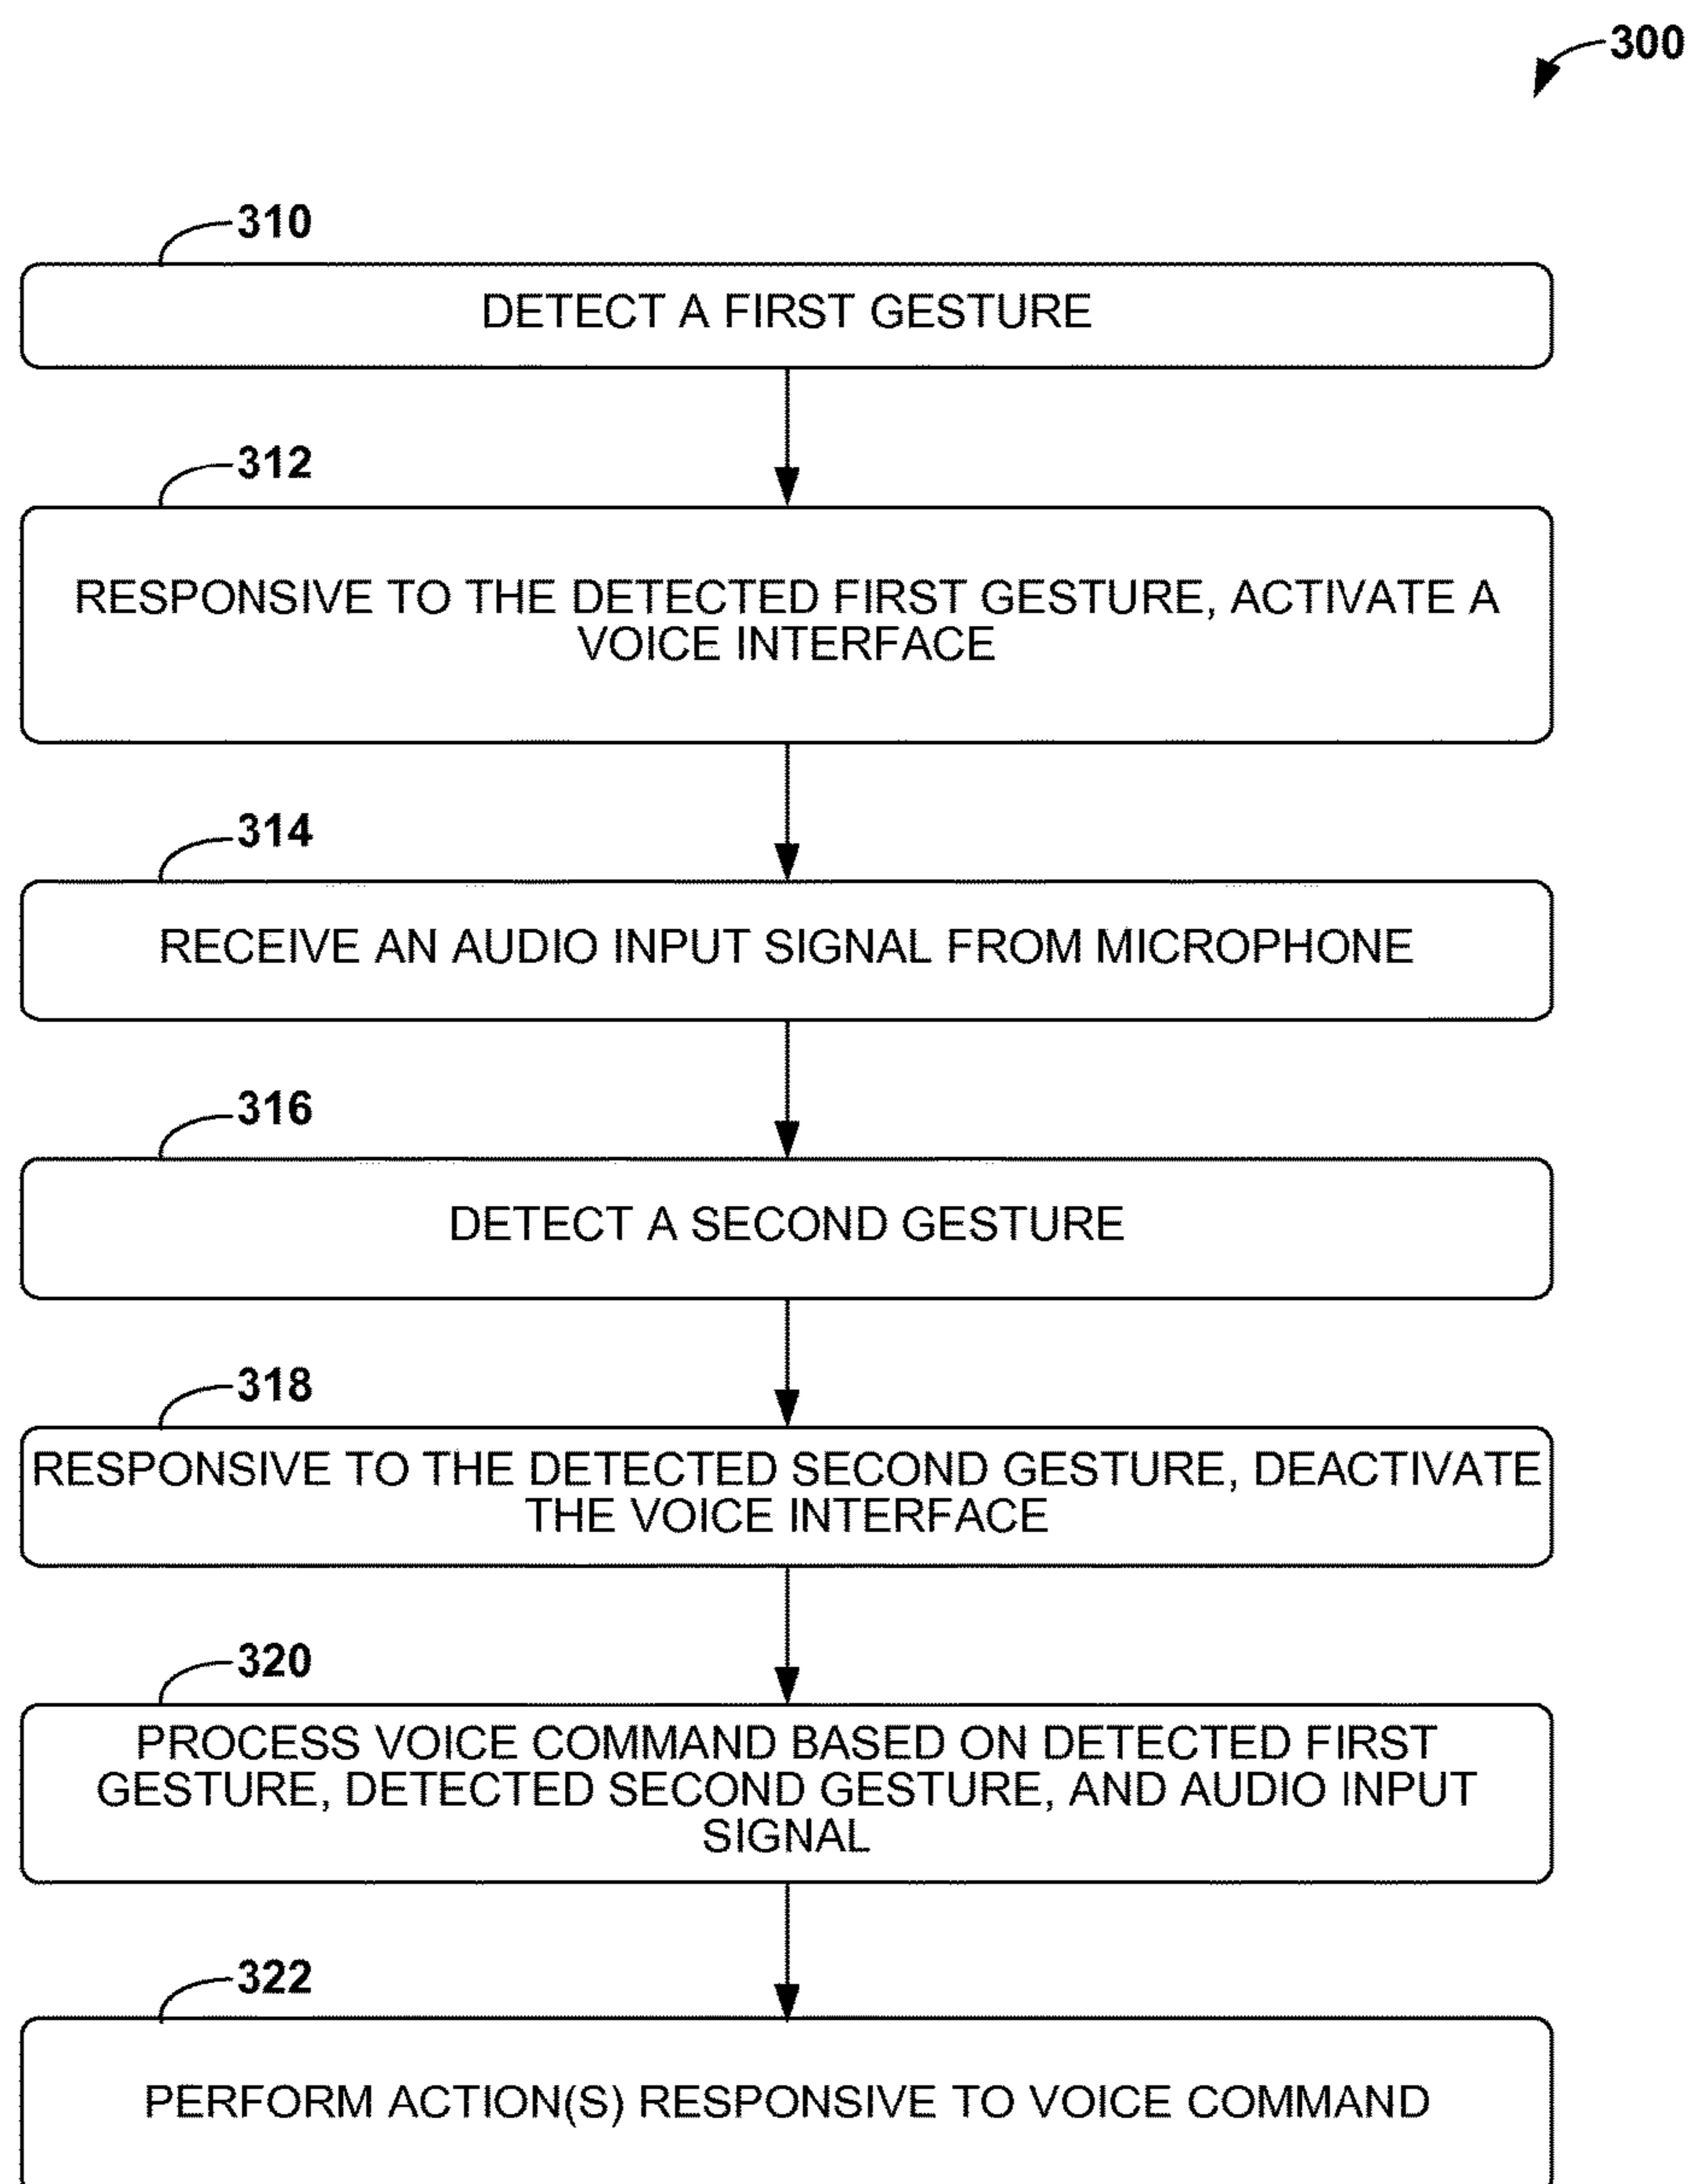 300
310
DETECT A FIRST GESTURE
312
RESPONSIVE TO THE DETECTED FIRST GESTURE, ACTIVATE A
VOICE INTERFACE
314
RECEIVE AN AUDIO INPUT SIGNAL FROM MICROPHONE
316
DETECT A SECOND GESTURE
318
RESPONSIVE TO THE DETECTED SECOND GESTURE, DEACTIVATE
THE VOICE INTERFACE
320
PROCESS VOICE COMMAND BASED ON DETECTED FIRST
GESTURE, DETECTED SECOND GESTURE, AND AUDIO INPUT
SIGNAL
322
PERFORM ACTION(S) RESPONSIVE TO VOICE COMMAND